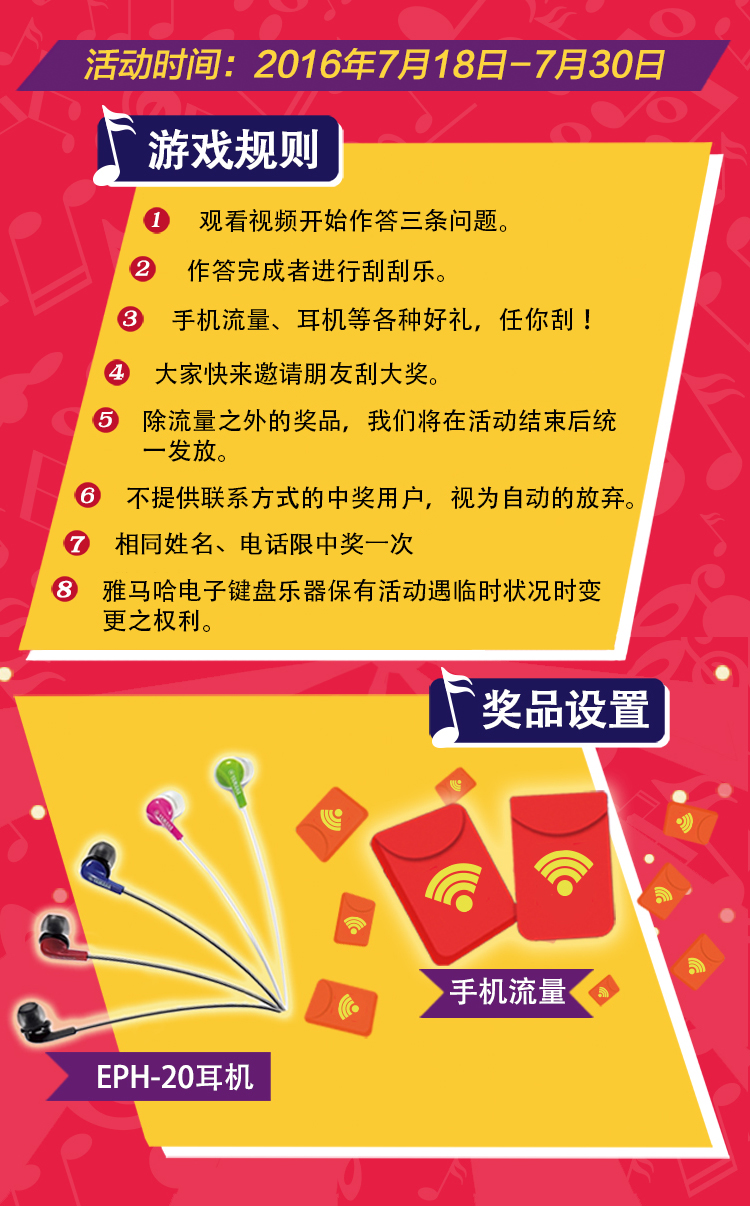 活动时间：2016年7月18日-7月30日
游戏规则
1 观看视频开始作答三条问题。
2 作答完成者进行刮刮乐。
3 手机流量、耳机等各种好礼，任你刮！
4 大家快来邀请朋友刮大奖。
5 除流量之外的奖品，我们将在活动结束后统
一发放。
6 不提供联系方式的中奖用户，视为自动的放弃。
7 相同姓名、电话限中奖一次
8 雅马哈电子键盘乐器保有活动遇临时状况时变
更之权利。
奖品设置
手机流量
EPH-20耳机